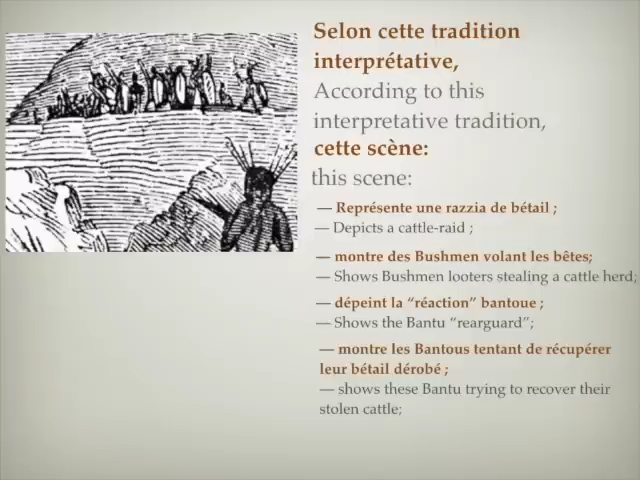 Selon cette tradition
interprétative,
According to this
interpretative tradition,
cette scène:
this scene:
— Représente une razzia de bétail ;
— Depicts a cattle-raid ;
— montre des Bushmen volant les bêtes;
— Shows Bushmen looters stealing a cattle herd;
— dépeint la “réaction” bantoue ;
— Shows the Bantu “rearguard”;
— montre les Bantous tentant de récupérer
leur bétail dérobé ;
— shows these Bantu trying to recover their
stolen cattle;